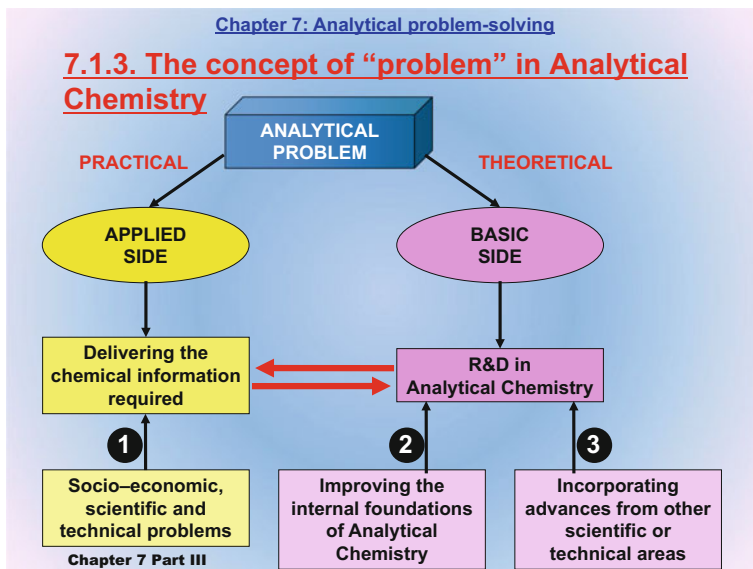 Chapter 7: Analytical problem-solving
7.1.3. The concept of “problem” in Analytical
Chemistry
ANALYTICAL
PROBLEM
PRACTICAL
THEORETICAL
APPLIED
SIDE
BASIC
SIDE
Delivering the
chemical information
required
R&D in
Analytical Chemistry
1
2
3
Socio–economic,
scientific and
technical problems
Improving the
internal foundations
of Analytical
Chemistry
Incorporating
advances from other
scientific or
technical areas
Chapter 7 Part III